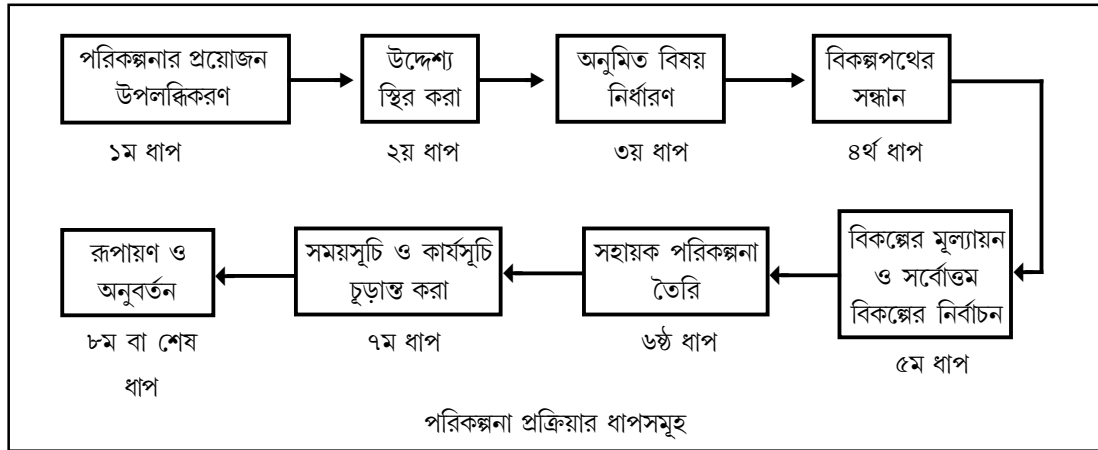 পরিকল্পনার প্রয়োজন
উপলব্ধিকরণ
১ম ধাপ
উদ্দেশ্য
স্থির করা
২য় ধাপ
অনুমিত বিষয়
নির্ধারণ
৩য় ধাপ
বিকল্পপথের
সন্ধান
৪র্থ ধাপ
বিকল্পের মূল্যায়ন
ও সর্বোত্তম
বিকল্পের নির্বাচন
৫ম ধাপ
সহায়ক পরিকল্পনা
তৈরি
৬ষ্ঠ ধাপ
সময়সূচি ও কার্যসূচি
চূড়ান্ত করা
৭ম ধাপ
রূপায়ণ ও
অনুবর্তন
৮ম বা শেষ
ধাপ
পরিকল্পনা প্রক্রিয়ার ধাপসমূহ